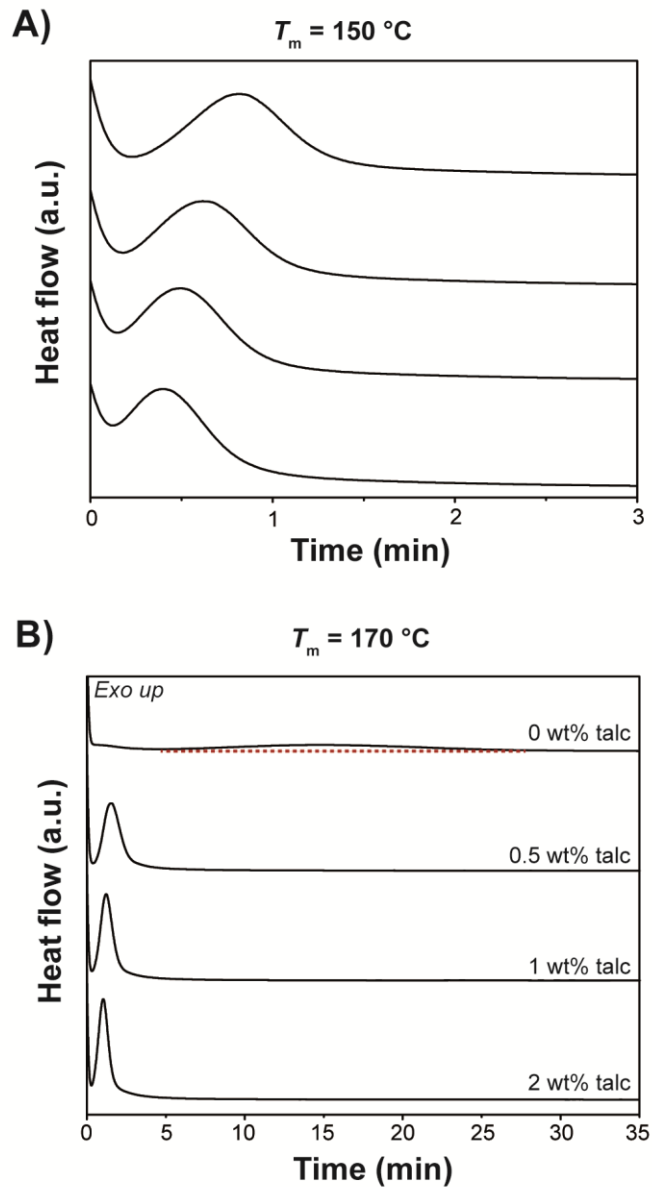 A)
Tm = 150 °C
Heat flow (a.u.)
0
1
2
3
Time (min)
B)
Tm = 170 °C
Exo up
0 wt% talc
0.5 wt% talc
1 wt% talc
2 wt% talc
Heat flow (a.u.)
0
5
10
15
20
25
30
35
Time (min)